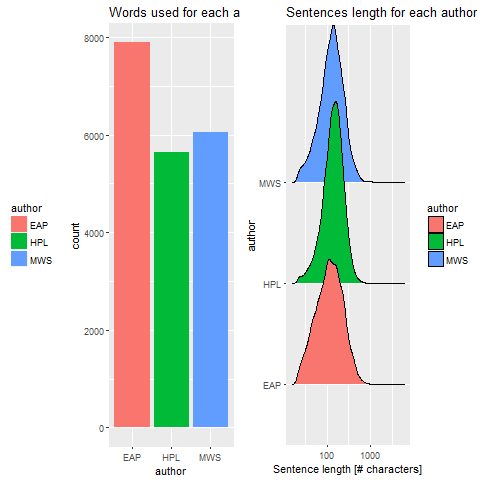 Words used for each a
Sentences length for each author
8000
6000
4000
2000
0
count
EAP
HPL
MWS
author
author
EAP
HPL
MWS
MWS
HPL
EAP
author
100
1000
Sentence length [# characters]
author
EAP
HPL
MWS